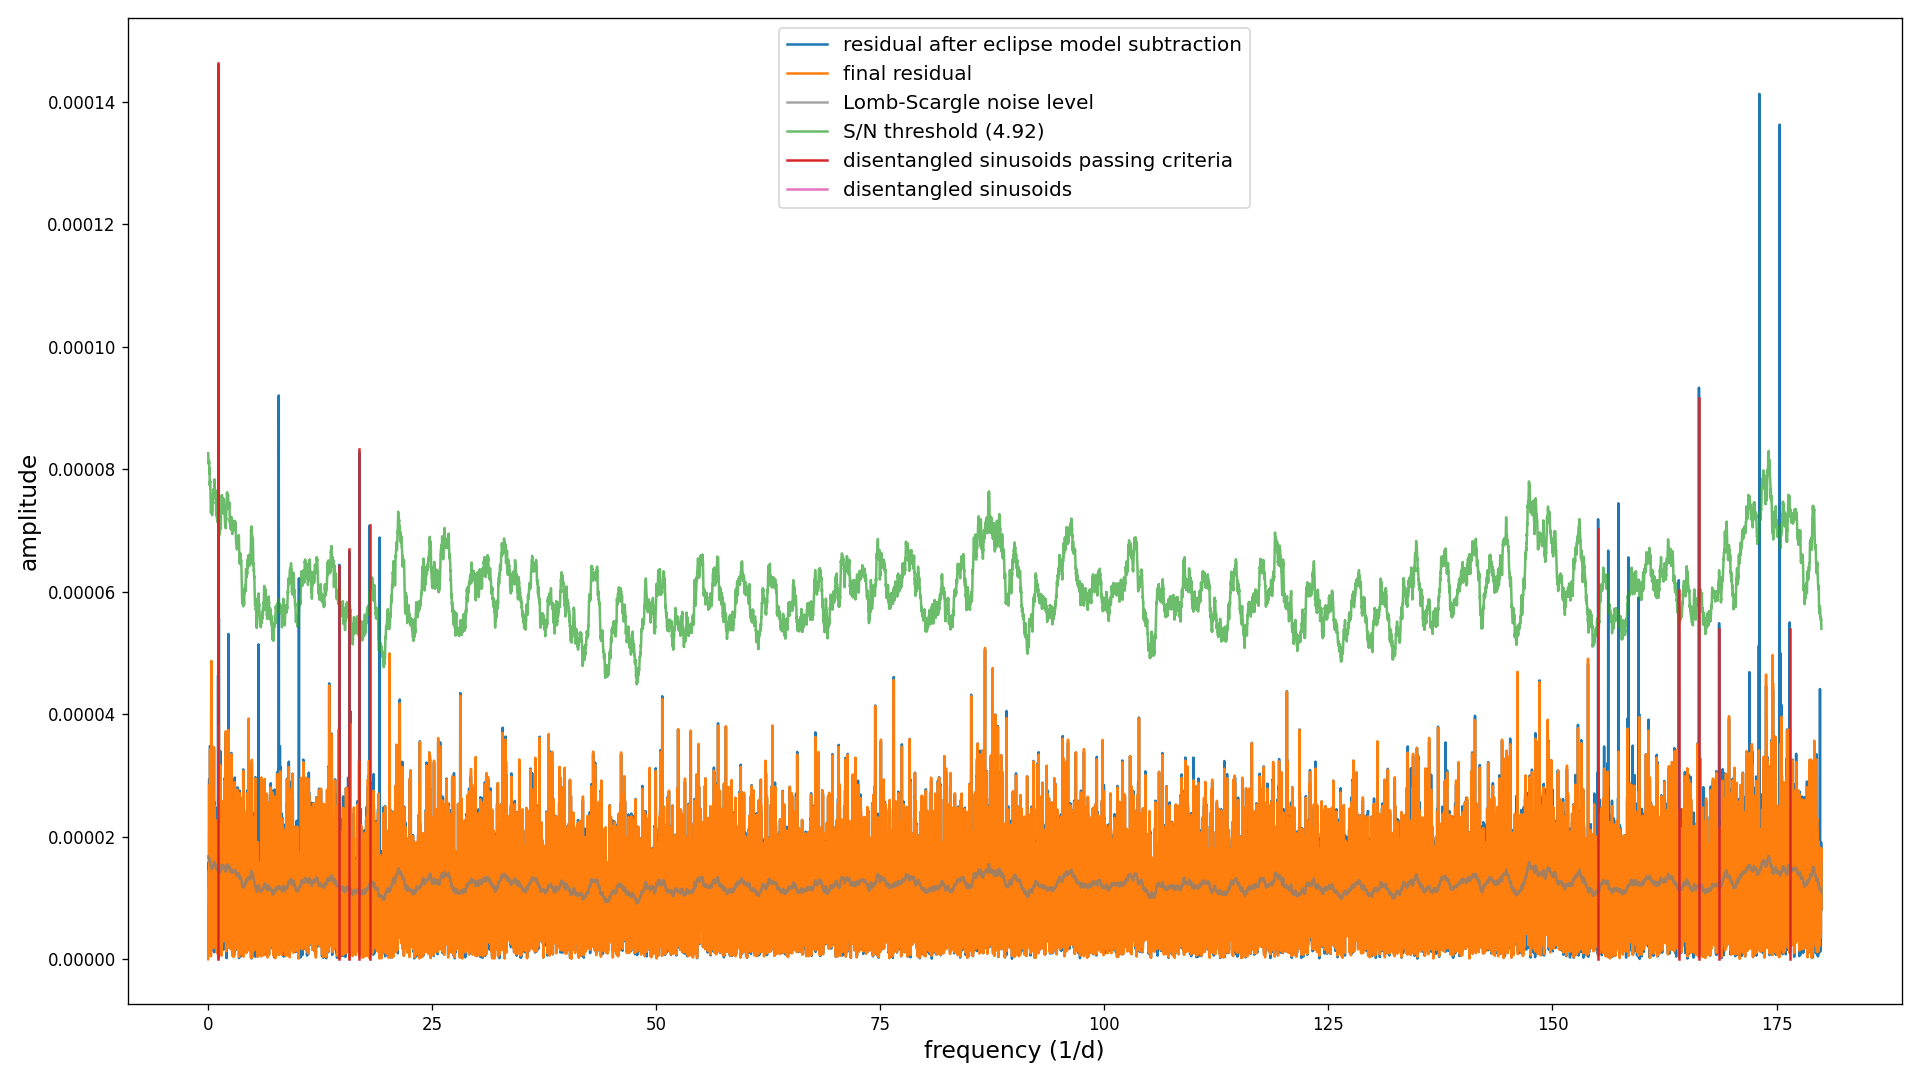 residual after eclipse model subtraction
final residual
Lomb-Scargle noise level
S/N threshold (4.92)
disentangled sinusoids passing criteria
disentangled sinusoids
0.00014
0.00012
0.00010
0.00008
0.00006
0.00004
0.00002
0.00000
amplitude
0 25 50 75 100 125 150 175
frequency (1/d)